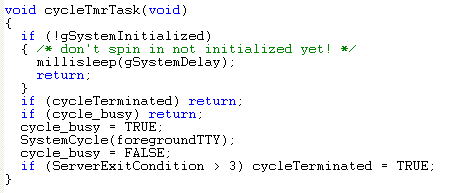 void cycleTmrTask(void)
{
  if (!gSystemInitialized)
  { /* don't spin in not initialized yet! */
    millisleep(gSystemDelay);
    return;
  }
  if (cycleTerminated) return;
  if (cycle_busy) return;
  cycle_busy = TRUE;
  SystemCycle(foregroundTTY);
  cycle_busy = FALSE;
  if (ServerExitCondition > 3) cycleTerminated = TRUE;
}